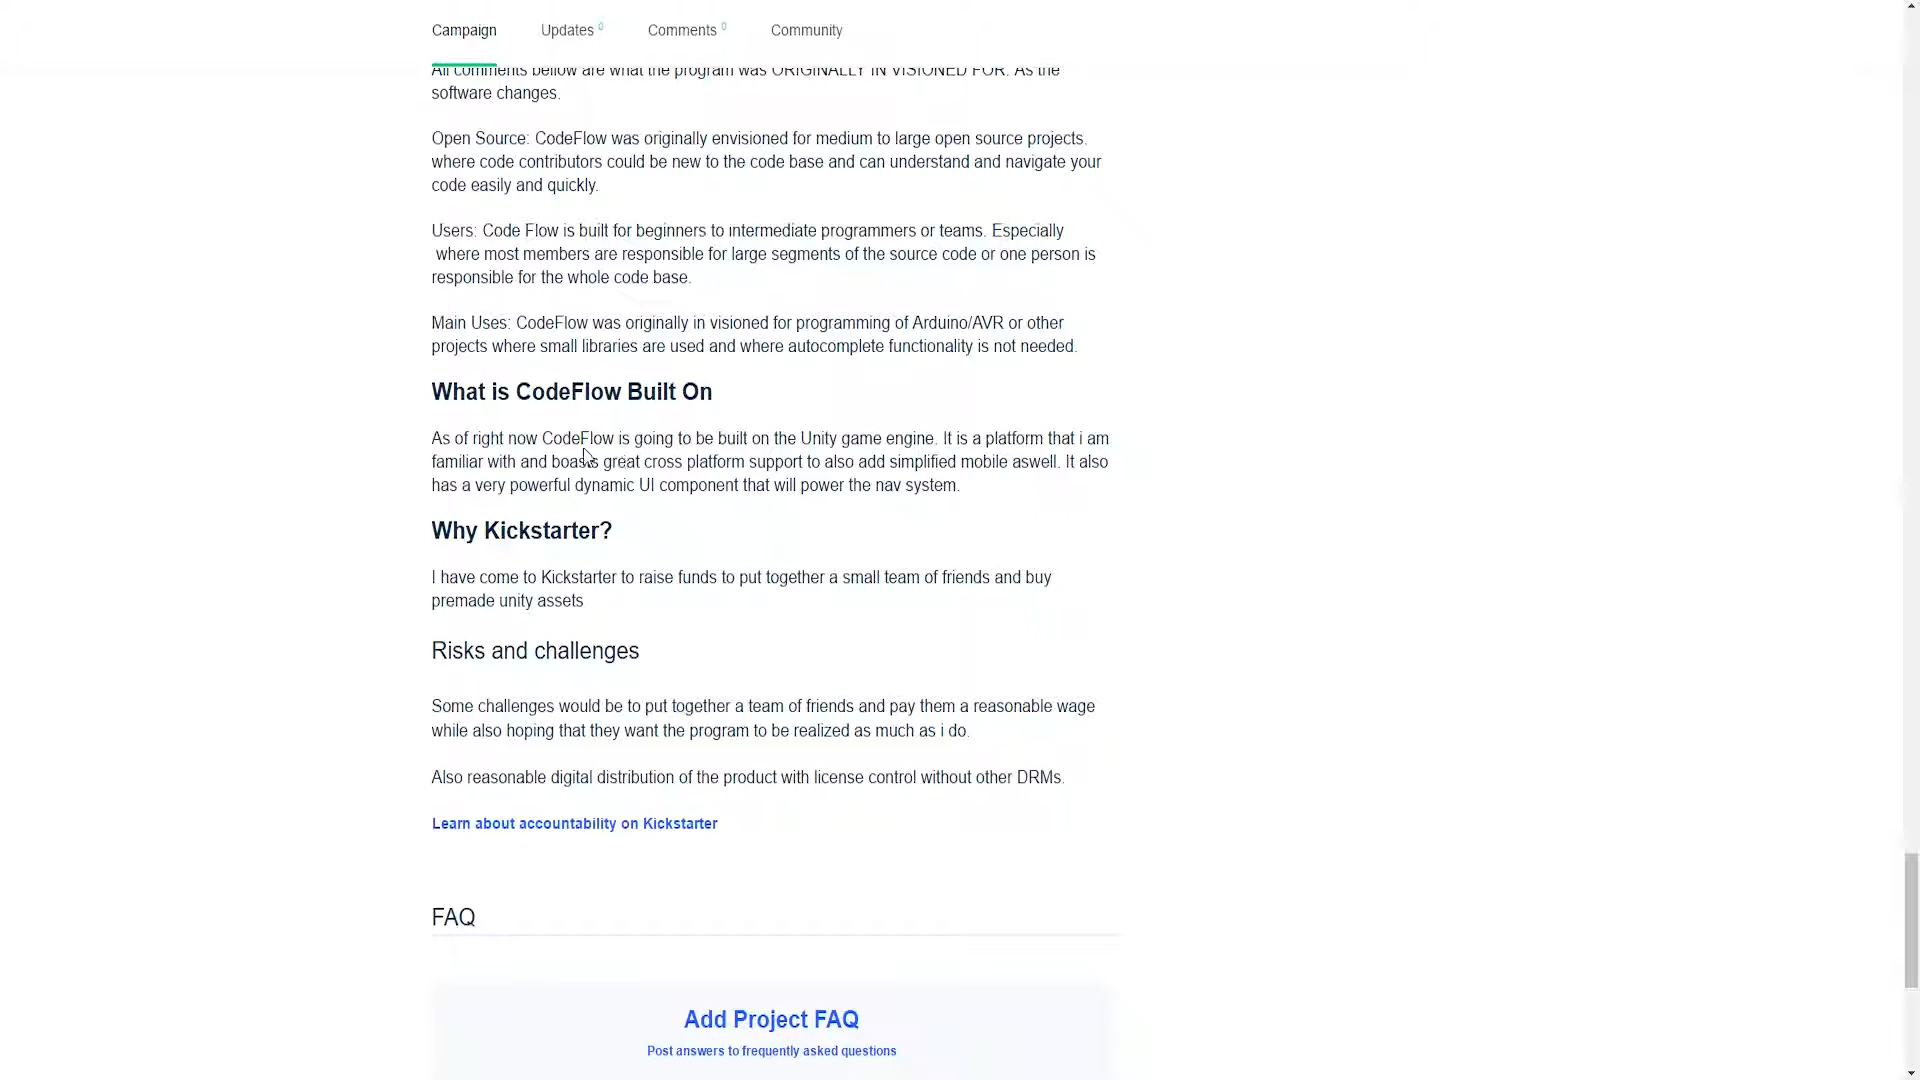 Campaign
Updates 0
Comments 0
Community
All comments bellow are what the program was ORIGINALLY IN VISIONED FOR. As the
software changes.
Open Source: CodeFlow was originally envisioned for medium to large open source projects.
where code contributors could be new to the code base and can understand and navigate your
code easily and quickly.
Users: Code Flow is built for beginners to intermediate programmers or teams. Especially
where most members are responsible for large segments of the source code or one person is
responsible for the whole code base.
Main Uses: CodeFlow was originally in visioned for programming of Arduino/AVR or other
projects where small libraries are used and where autocomplete functionality is not needed.
What is CodeFlow Built On
As of right now CodeFlow is going to be built on the Unity game engine. It is a platform that i am
familiar with and boasts great cross platform support to also add simplified mobile aswell. It also
has a very powerful dynamic UI component that will power the nav system.
Why Kickstarter?
I have come to Kickstarter to raise funds to put together a small team of friends and buy
premade unity assets
Risks and challenges
Some challenges would be to put together a team of friends and pay them a reasonable wage
while also hoping that they want the program to be realized as much as i do.
Also reasonable digital distribution of the product with license control without other DRMs.
Learn about accountability on Kickstarter
FAQ
Add Project FAQ
Post answers to frequently asked questions